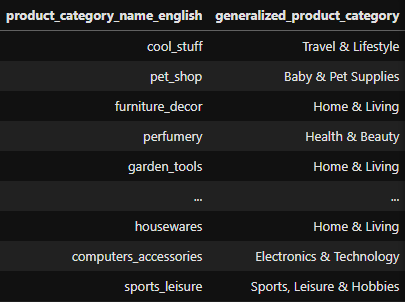 product_category_name_english generalized_product_category
cool_stuff Travel & Lifestyle
pet_shop Baby & Pet Supplies
furniture_decor Home & Living
perfumery Health & Beauty
garden_tools Home & Living
... ...
housewares Home & Living
computers_accessories Electronics & Technology
sports_leisure Sports, Leisure & Hobbies